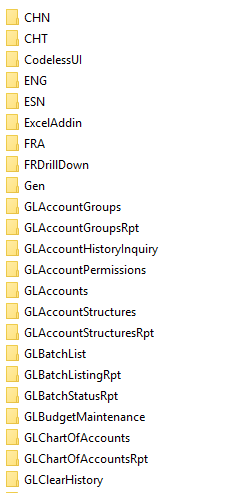 CHN
CHT
CodelessUI
ENG
ESN
ExcelAddin
FRA
FRDrillDown
Gen
GLAccountGroups
GLAccountGroupsRpt
GLAccountHistoryInquiry
GLAccountPermissions
GLAccounts
GLAccountStructures
GLAccountStructuresRpt
GLBatchList
GLBatchListingRpt
GLBatchStatusRpt
GLBudgetMaintenance
GLChartOfAccounts
GLChartOfAccountsRpt
GLClearHistory